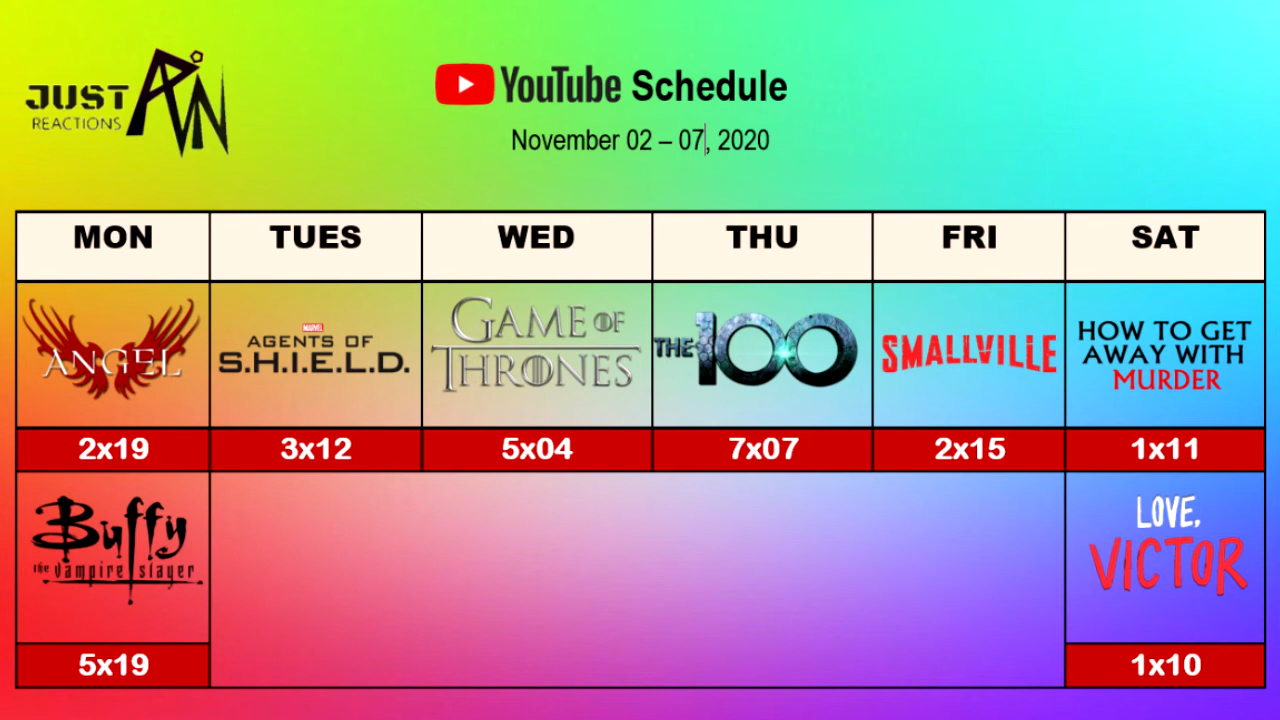 JUST
REACTIONS
YouTube Schedule
November 02 – 07, 2020
MON TUES WED THU FRI SAT
ANGEL
MARVEL
AGENTS OF
S.H.I.E.L.D.
GAME OF
THRONES
THE 100
SMALLVILLE
HOW TO GET
AWAY WITH
MURDER
2x19 3x12 5x04 7x07 2x15 1x11
Buffy
the vampire slayer
LOVE,
VICTOR
5x19 1x10